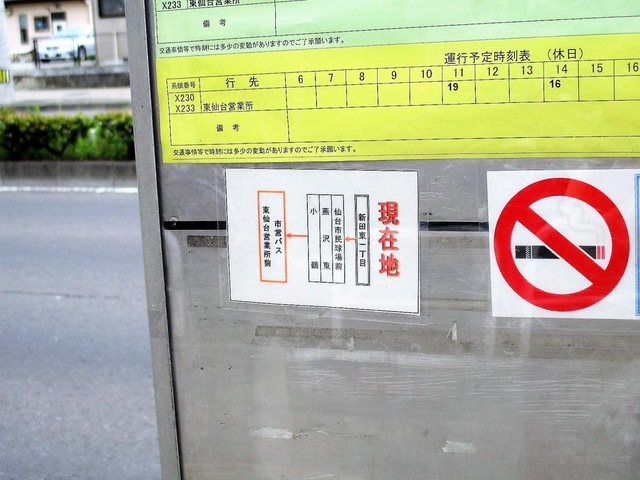 X233 東仙台営業所
備 考
交通事情等で時刻には多少の変動がありますのでご了承願います。
運行予定時刻表 (休日)
系統番号 行 先 6 7 8 9 10 11 12 13 14 15 16
X230 19 16
X233 東仙台営業所
備 考
交通事情等で時刻には多少の変動がありますのでご了承願います。
現在地
新田東一丁目
仙台市民球場前
燕沢東
小鶴
市営バス
東仙台営業所前